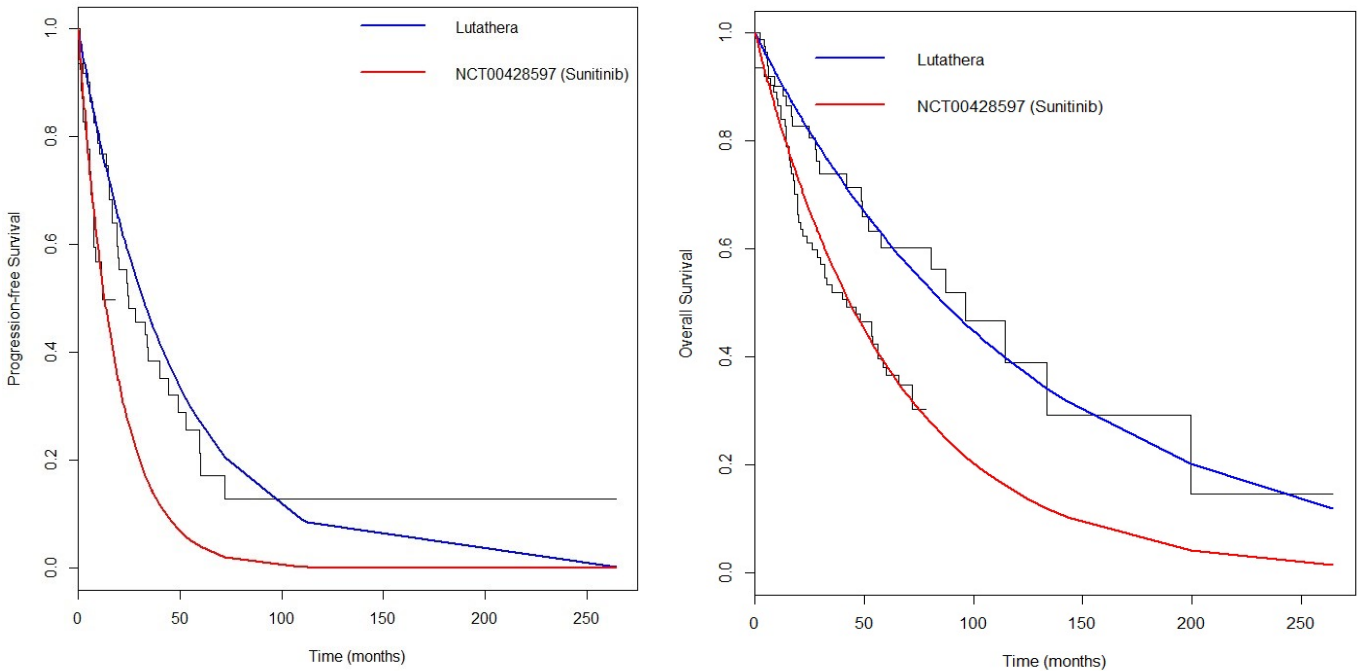 Lutathera
NCT00428597 (Sunitinib)
Progression-free Survival
1.0
0.8
0.6
0.4
0.2
0.0
0 50 100 150 200 250
Time (months)
Lutathera
NCT00428597 (Sunitinib)
Overall Survival
1.0
0.8
0.6
0.4
0.2
0.0
0 50 100 150 200 250
Time (months)